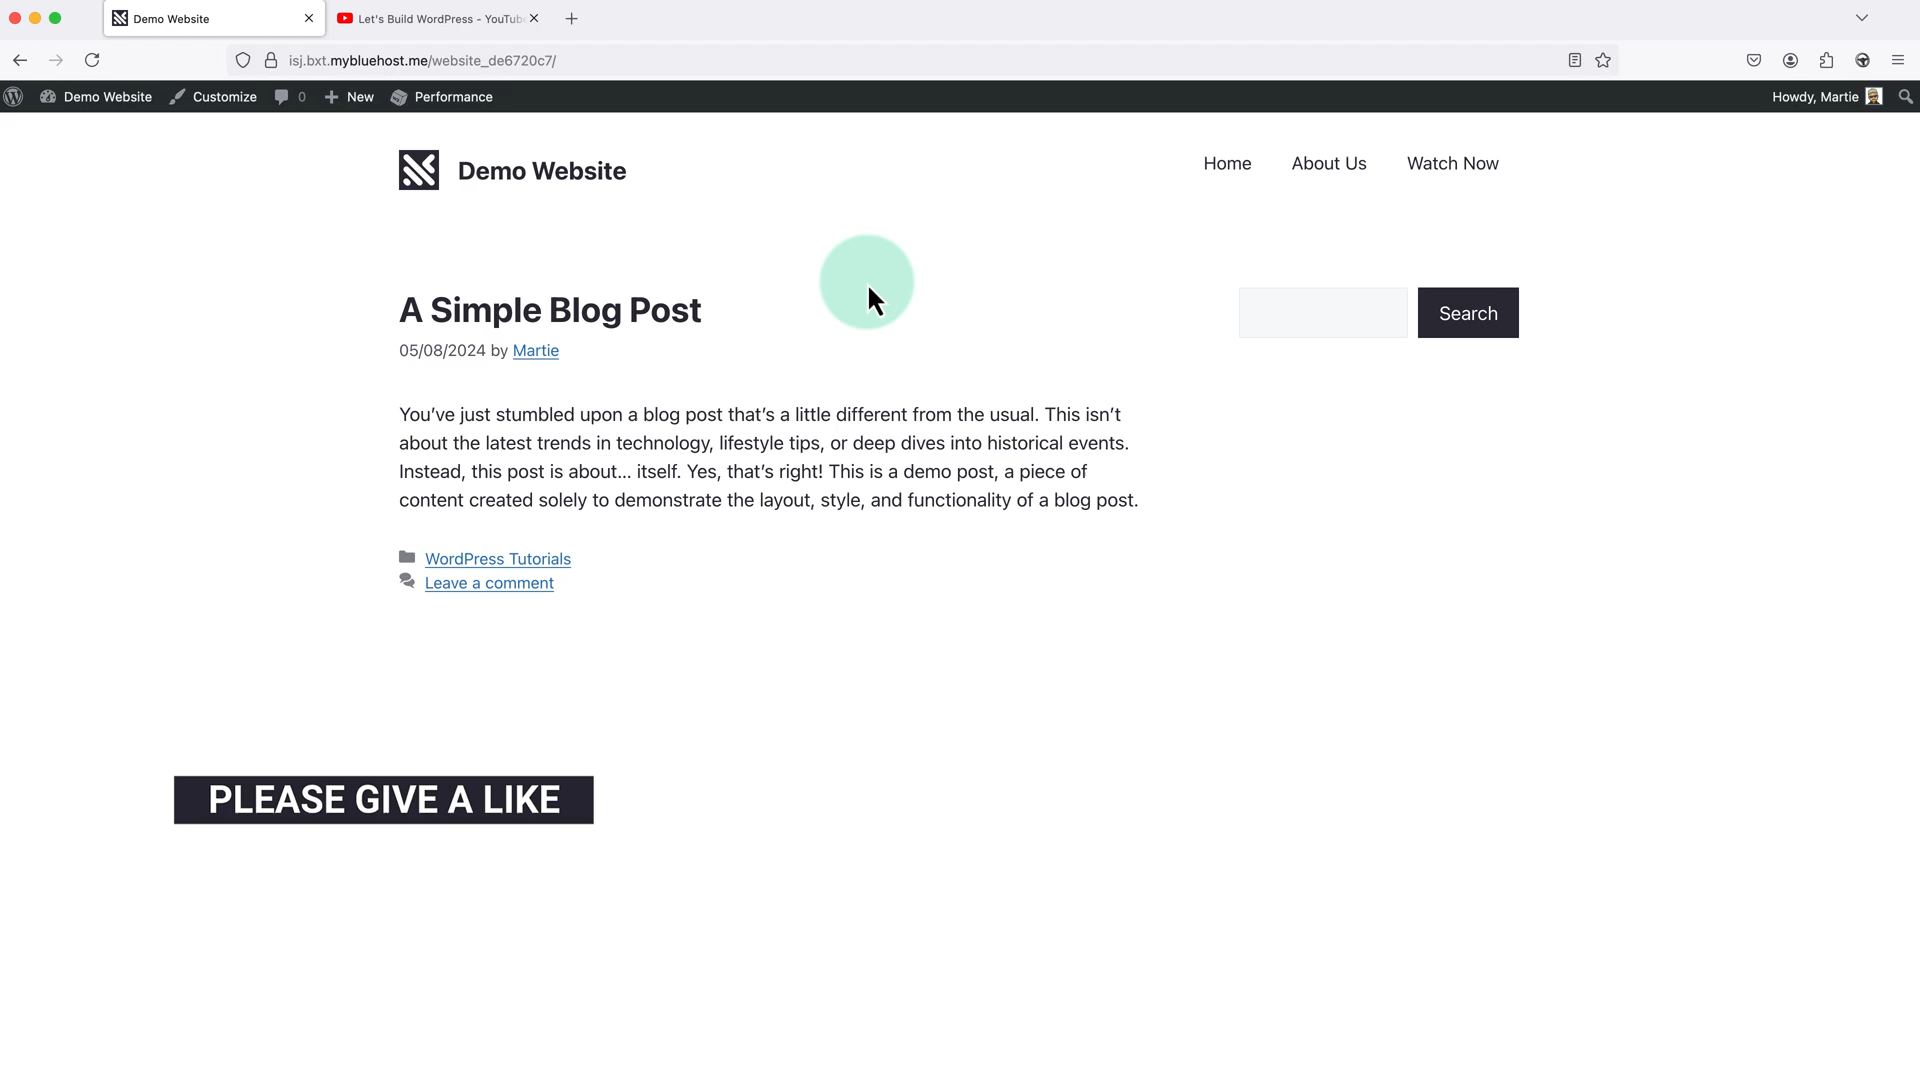 Demo Website
Let's Build WordPress - YouTub
isj.bxt.mybluehost.me/website_de6720c7/
Demo Website Customize 0 New Performance Howdy, Martie
Demo Website Home About Us Watch Now
A Simple Blog Post
Search
05/08/2024 by Martie
You’ve just stumbled upon a blog post that’s a little different from the usual. This isn’t
about the latest trends in technology, lifestyle tips, or deep dives into historical events.
Instead, this post is about… itself. Yes, that’s right! This is a demo post, a piece of
content created solely to demonstrate the layout, style, and functionality of a blog post.
WordPress Tutorials
Leave a comment
PLEASE GIVE A LIKE